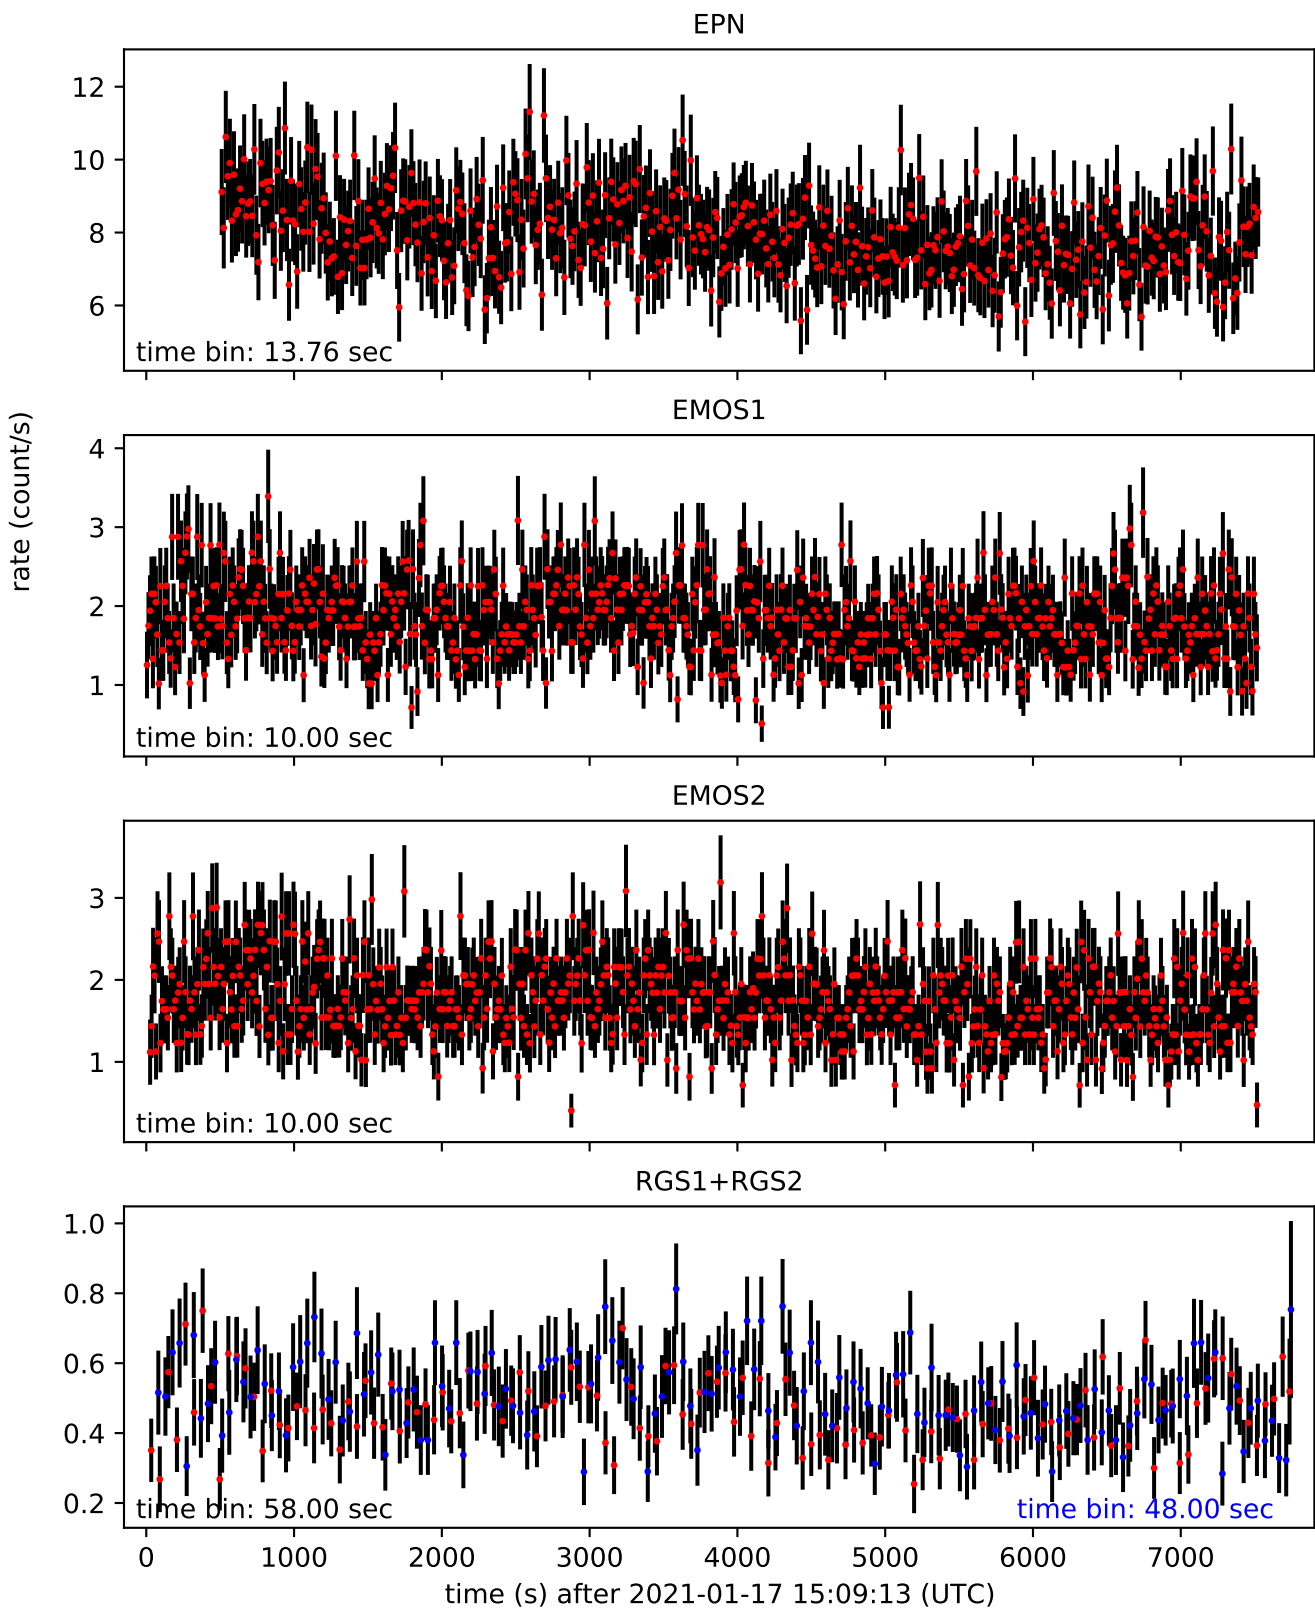 EPN
12
10
8
6
time bin: 13.76 sec
EMOS1
rate (count/s)
4
3
2
1
time bin: 10.00 sec
EMOS2
3
2
1
time bin: 10.00 sec
RGS1+RGS2
1.0
0.8
0.6
0.4
0.2
time bin: 58.00 sec time bin: 48.00 sec
0 1000 2000 3000 4000 5000 6000 7000
time (s) after 2021-01-17 15:09:13 (UTC)